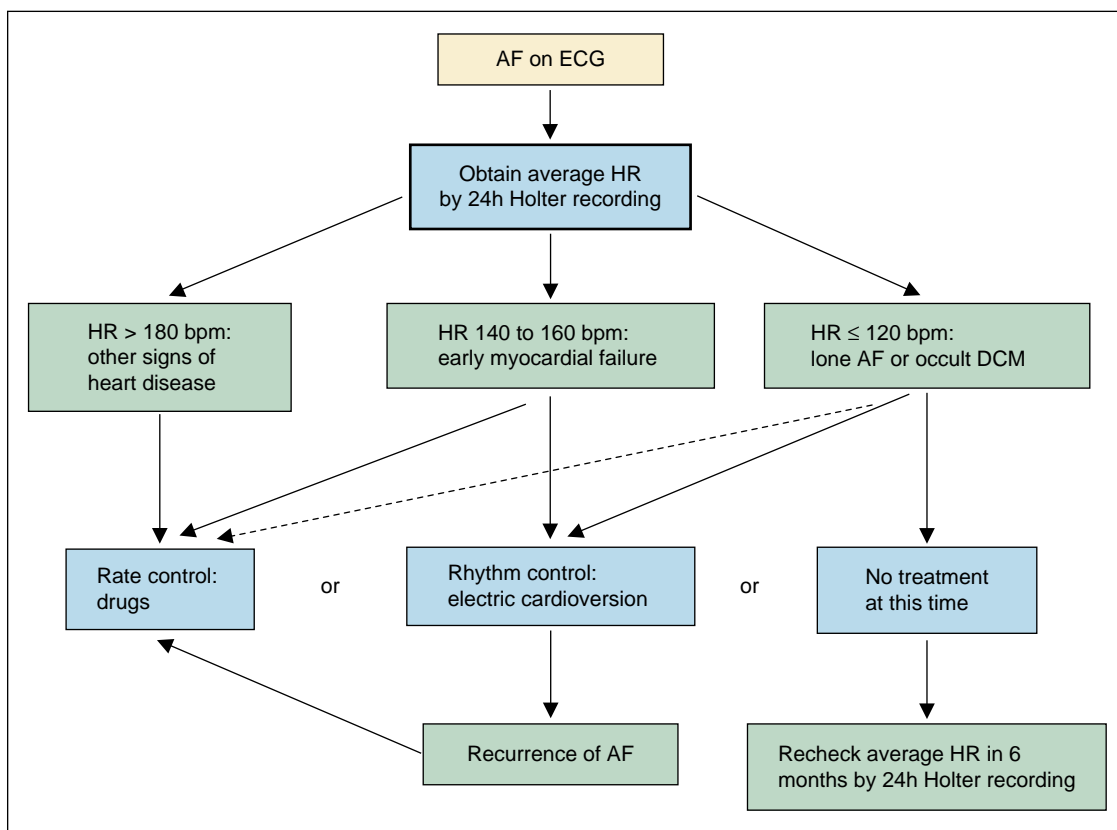 AF on ECG
Obtain average HR
by 24h Holter recording
HR > 180 bpm:
other signs of
heart disease
HR 140 to 160 bpm:
early myocardial failure
HR ≤ 120 bpm:
lone AF or occult DCM
Rate control:
drugs
or
Rhythm control:
electric cardioversion
or
No treatment
at this time
Recurrence of AF
Recheck average HR in 6
months by 24h Holter recording